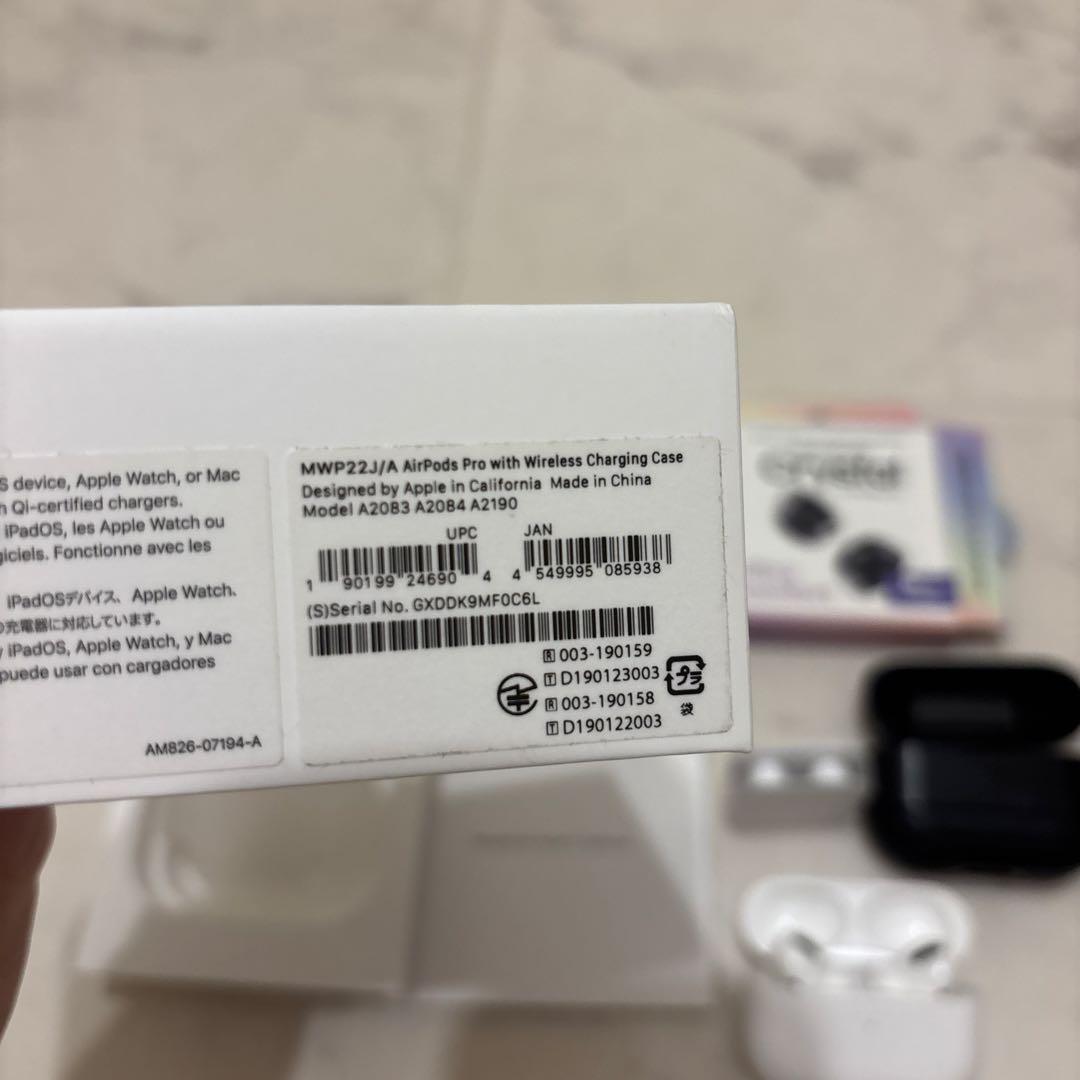 S device, Apple Watch, or Mac
h Qi-certified chargers.
iPadOS, les Apple Watch ou
giciels. Fonctionne avec les
iPadOSデバイス、Apple Watch、
の充電器に対応しています。
y iPadOS, Apple Watch, y Mac
puede usar con cargadores
AM826-07194-A
MWP22J/A AirPods Pro with Wireless Charging Case
Designed by Apple in California Made in China
Model A2083 A2084 A2190
UPC JAN
1 90199 24690 4 4 549995 085938
(S)Serial No. GXDDK9MF0C6L
R 003-190159
T D190123003
R 003-190158
T D190122003
プラ
袋